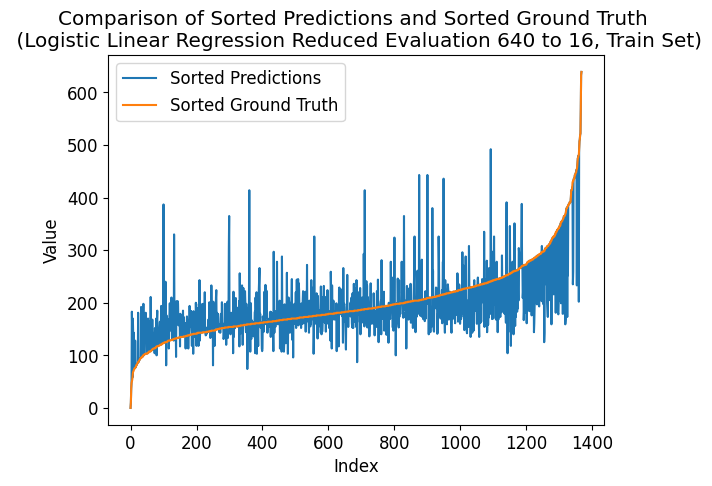 Comparison of Sorted Predictions and Sorted Ground Truth
(Logistic Linear Regression Reduced Evaluation 640 to 16, Train Set)
Sorted Predictions
Sorted Ground Truth
600
500
400
300
200
100
0
Value
0 200 400 600 800 1000 1200 1400
Index